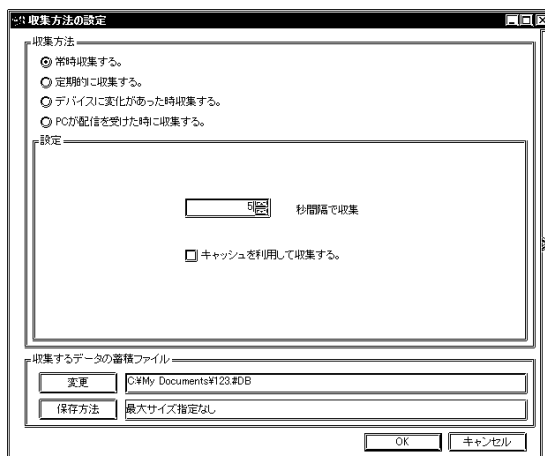 収集方法の設定
収集方法
常時収集する。
定期的に収集する。
デバイスに変化があった時収集する。
PCが配信を受けた時に収集する。
設定
5 秒間隔で収集
キャッシュを利用して収集する。
収集するデータの蓄積ファイル
変更 C:¥My Documents¥123.#DB
保存方法 最大サイズ指定なし
OK キャンセル